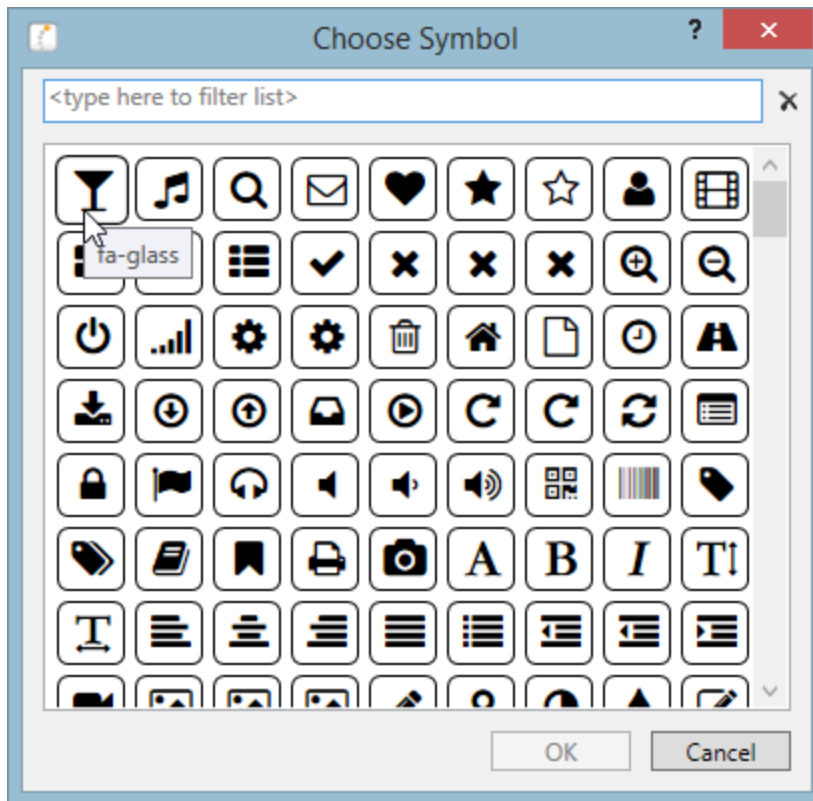 Choose Symbol
?
<type here to filter list>
fa-glass
A B I T
T
OK Cancel